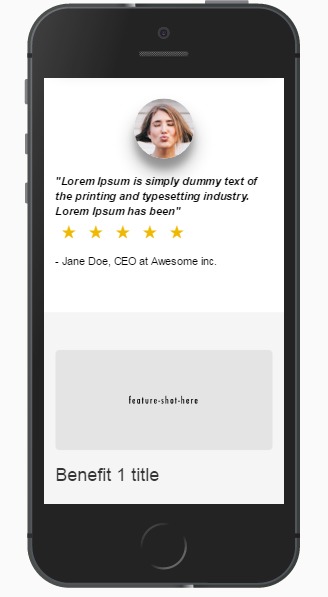 "Lorem Ipsum is simply dummy text of
the printing and typesetting industry.
Lorem Ipsum has been"
- Jane Doe, CEO at Awesome inc.
feature-shot-here
Benefit 1 title